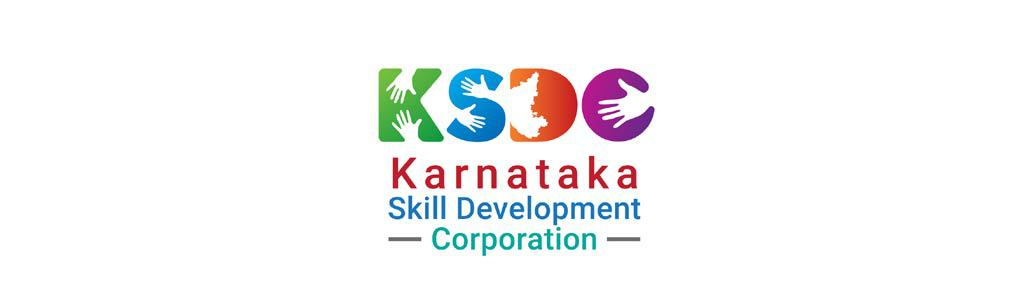 KSDC
Karnataka
Skill Development
Corporation